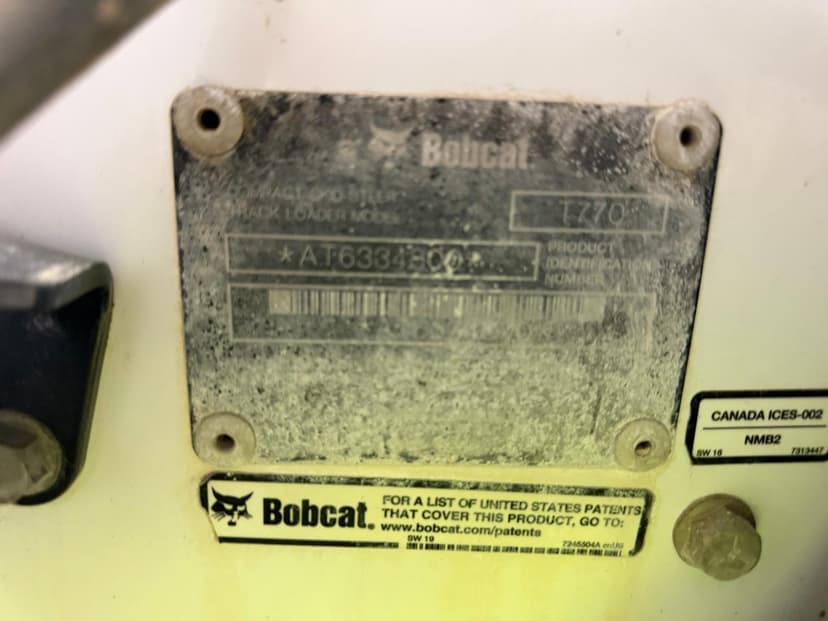 Bobcat
COMPACT SKID STEER
TRACK LOADER MODEL
T770
PRODUCT
IDENTIFICATION
NUMBER
CANADA ICES-002
NMB2
SW 16 7313447
Bobcat.
FOR A LIST OF UNITED STATES PATENTS
THAT COVER THIS PRODUCT, GO TO:
www.bobcat.com/patents
SW 19